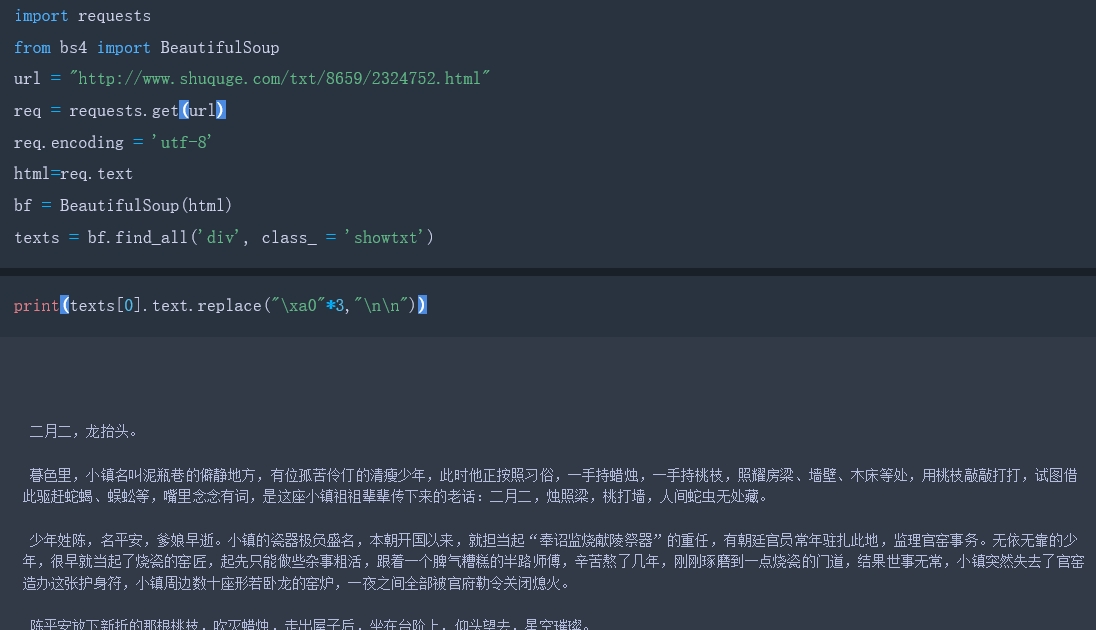 import requests
from bs4 import BeautifulSoup
url = "http://www.shuquge.com/txt/8659/2324752.html"
req = requests.get(url)
req.encoding = 'utf-8'
html=req.text
bf = BeautifulSoup(html)
texts = bf.find_all('div', class_ = 'showtxt')
print(texts[0].text.replace("\xa0"*3,"\n\n"))
二月二，龙抬头。
暮色里，小镇名叫泥瓶巷的僻静地方，有位孤苦伶仃的清瘦少年，此时他正按照习俗，一手持蜡烛，一手持桃枝，照耀房梁、墙壁、木床等处，用桃枝敲敲打打，试图借
此驱赶蛇蝎、蜈蚣等，嘴里念念有词，是这座小镇祖祖辈辈传下来的老话：二月二，烛照梁，桃打墙，人间蛇虫无处藏。
少年姓陈，名平安，爹娘早逝。小镇的瓷器极负盛名，本朝开国以来，就担当起“奉诏监烧献陵祭器”的重任，有朝廷官员常年驻扎此地，监理官窑事务。无依无靠的少
年，很早就当起了烧瓷的窑匠，起先只能做些杂事粗活，跟着一个脾气糟糕的半路师傅，辛苦熬了几年，刚刚琢磨到一点烧瓷的门道，结果世事无常，小镇突然失去了官窑
造办这张护身符，小镇周边数十座形若卧龙的窑炉，一夜之间全部被官府勒令关闭熄火。
陈平安放下新折的那根桃枝，吹灭蜡烛，走出屋子后，坐在台阶上，仰头望去，星空璀璨。